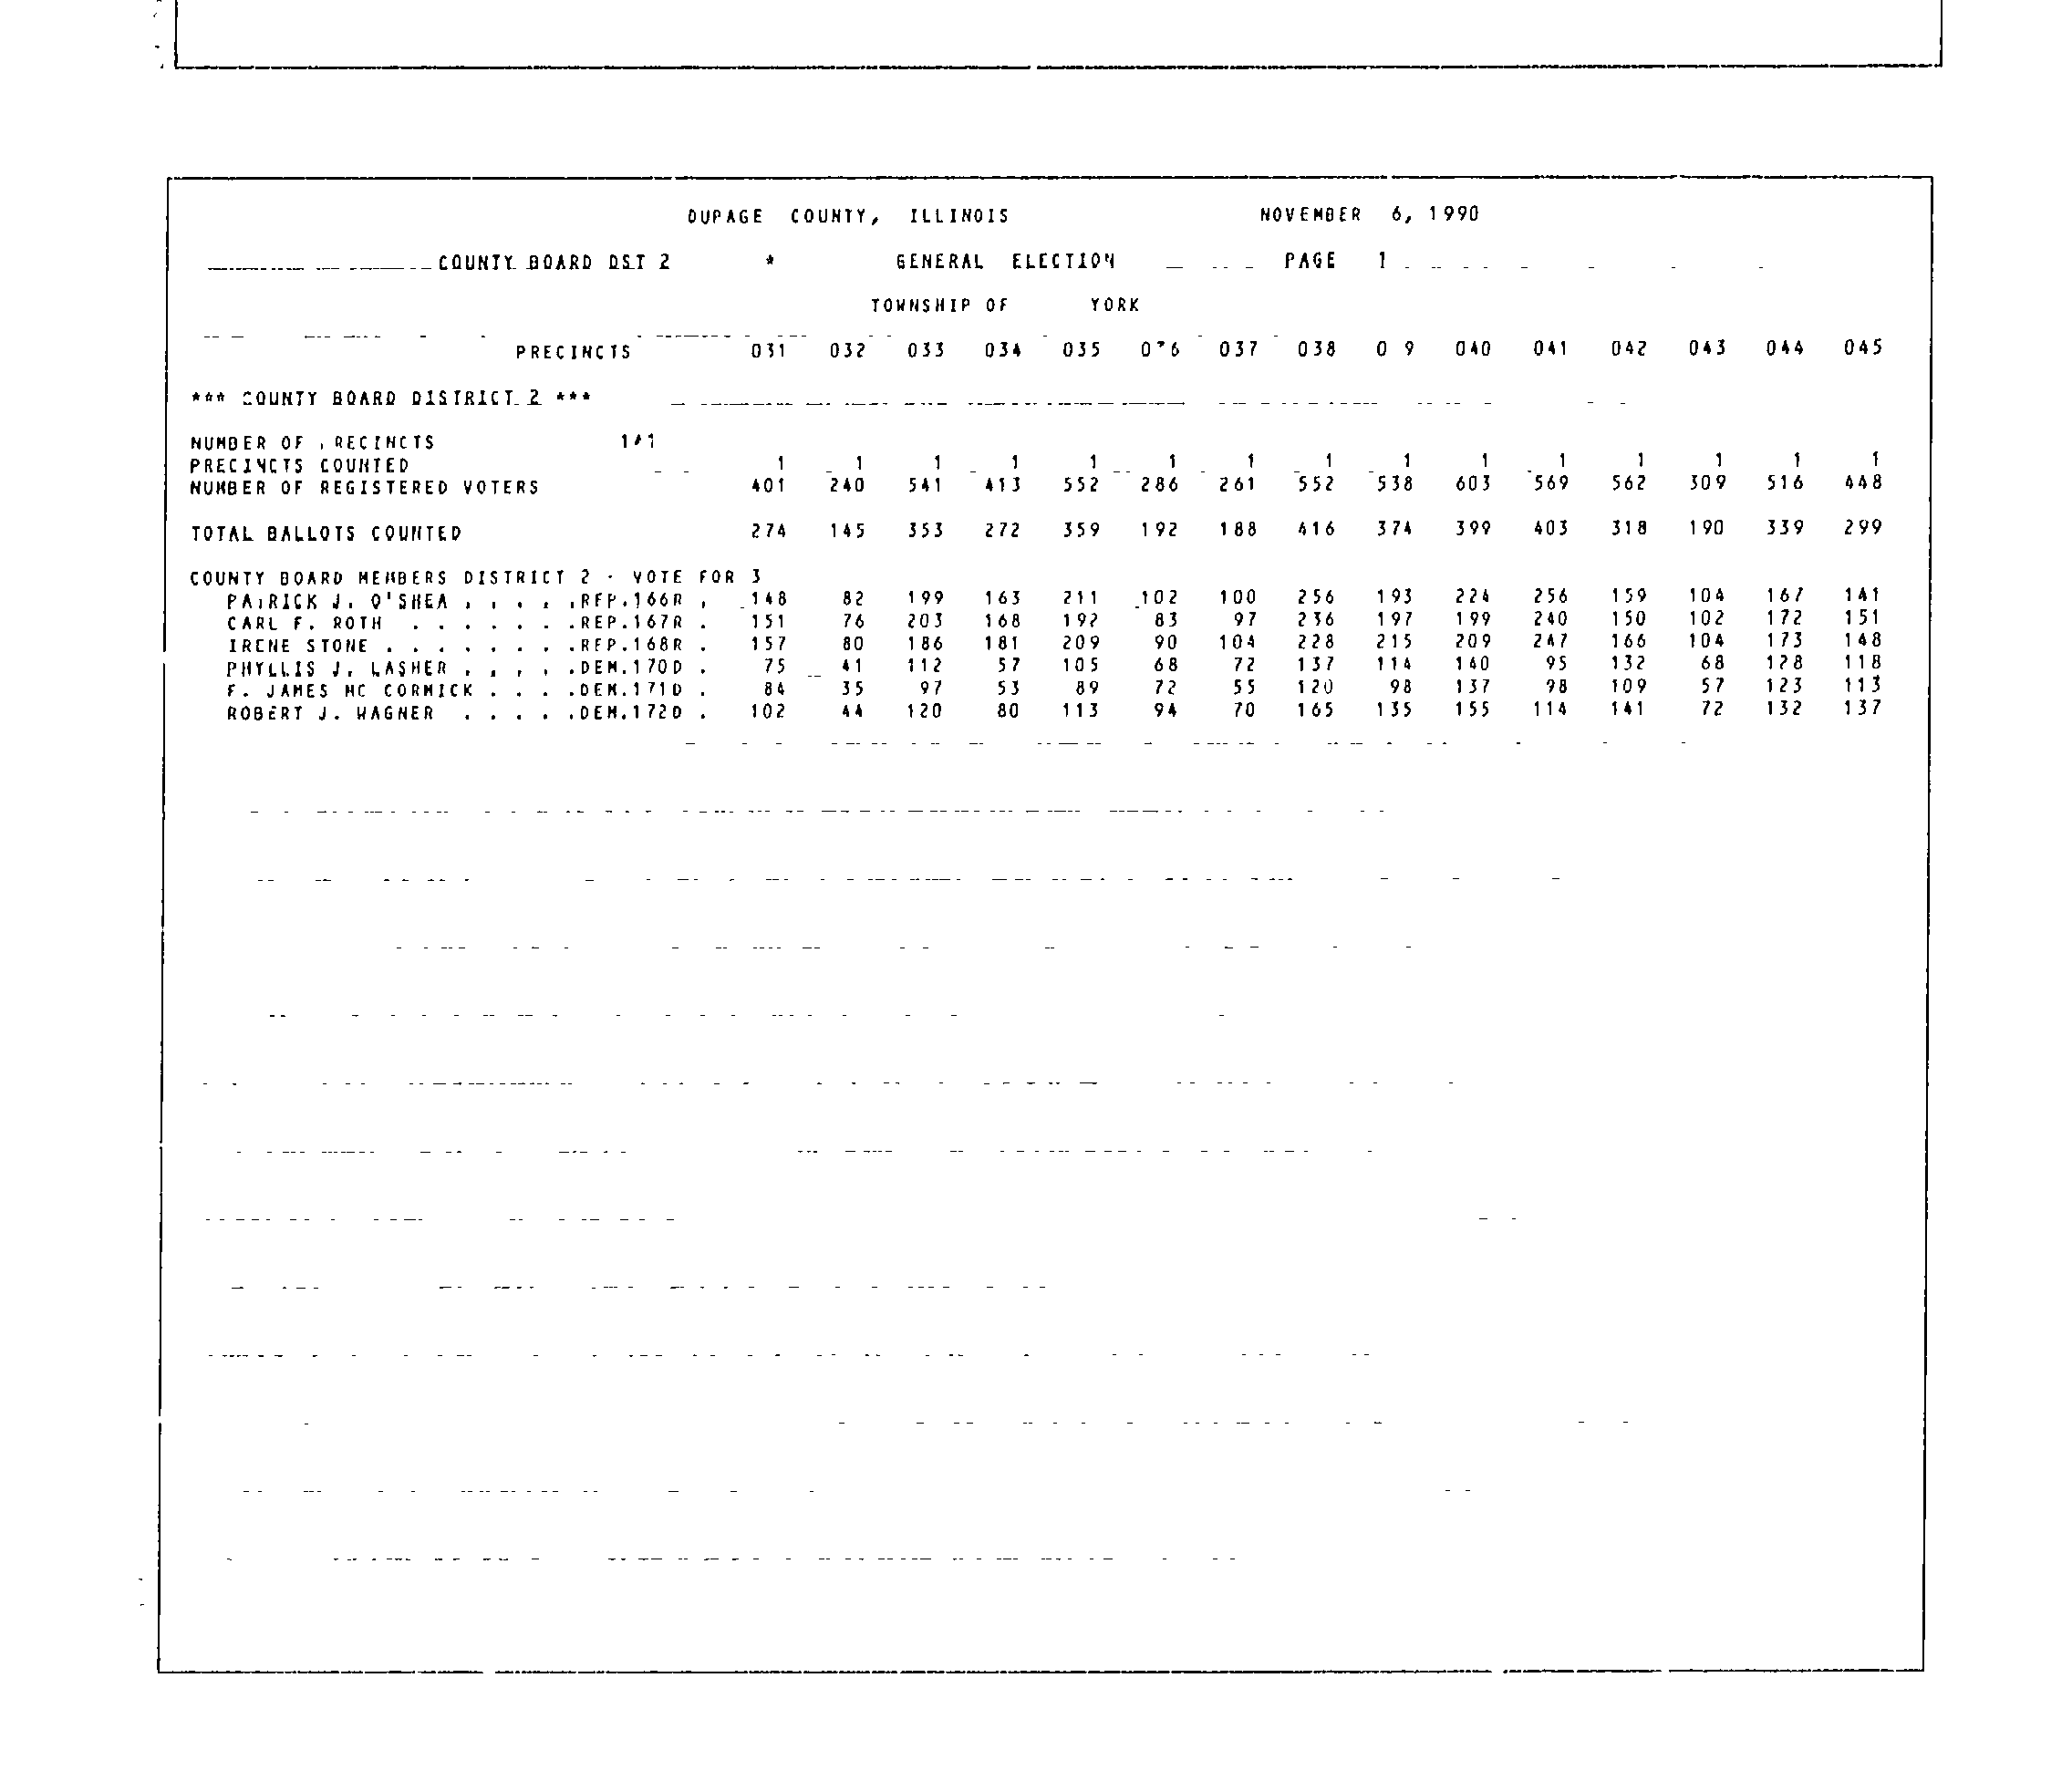 DUPAGE COUNTY, ILLINOIS NOVEMBER 6, 1990
COUNTY BOARD DST 2 * GENERAL ELECTION PAGE 1
TOWNSHIP OF YORK
PRECINCTS 031 032 033 034 035 036 037 038 0 9 040 041 042 043 044 045
*** COUNTY BOARD DISTRICT 2 ***
NUMBER OF RECINCTS 1*1
PRECINCTS COUNTED 1 1 1 1 1 1 1 1 1 1 1 1 1 1 1
NUMBER OF REGISTERED VOTERS 401 240 541 413 552 286 261 552 538 603 569 562 309 516 448
TOTAL BALLOTS COUNTED 274 145 353 272 359 192 188 416 374 399 403 318 190 339 299
COUNTY BOARD MEMBERS DISTRICT 2 - VOTE FOR 3
PATRICK J. O'SHEA . . . . .REP.166R . 148 82 199 163 211 102 100 256 193 224 256 159 104 167 141
CARL F. ROTH . . . . . . .REP.167R . 151 76 203 168 192 83 97 236 197 199 240 150 102 172 151
IRENE STONE . . . . . . . .REP.168R . 157 80 186 181 209 90 104 228 215 209 247 166 104 173 148
PHYLLIS J. LASHER . . . . .DEM.170D . 75 41 112 57 105 68 72 137 114 140 95 132 68 128 118
F. JAMES MC CORMICK . . . .DEM.171D . 84 35 97 53 89 72 55 120 98 137 98 109 57 123 113
ROBERT J. WAGNER . . . . .DEM.172D . 102 44 120 80 113 94 70 165 135 155 114 141 72 132 137